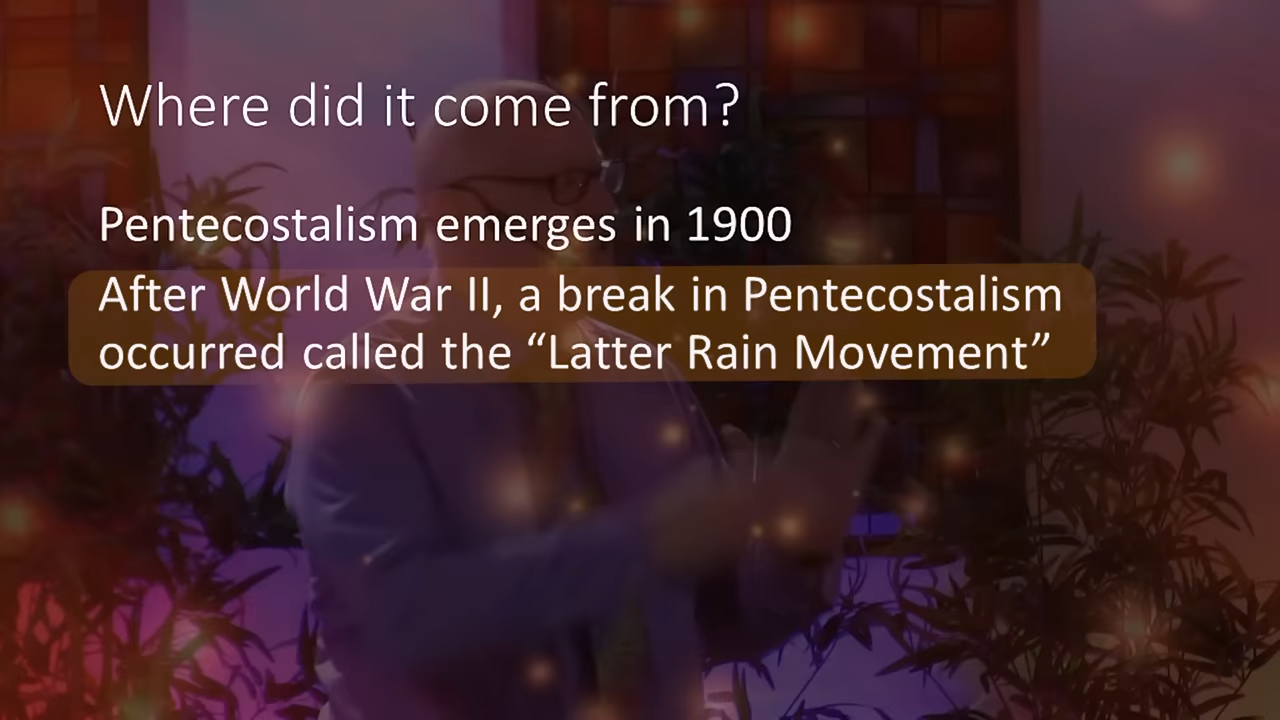 Where did it come from?
Pentecostalism emerges in 1900
After World War II, a break in Pentecostalism
occurred called the “Latter Rain Movement”